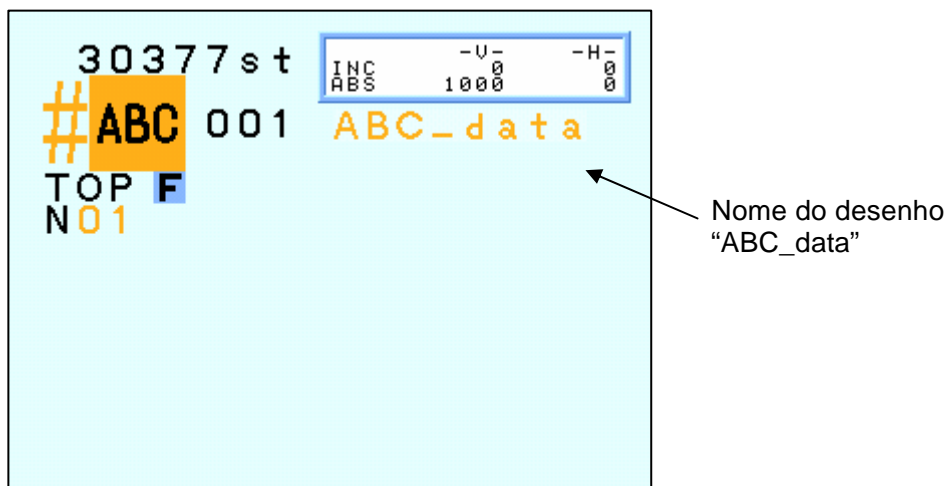 30377st
-V- -H-
INC 0 0
ABS 1000 0
#ABC 001 ABC_data
TOP F
N01
Nome do desenho
“ABC_data”